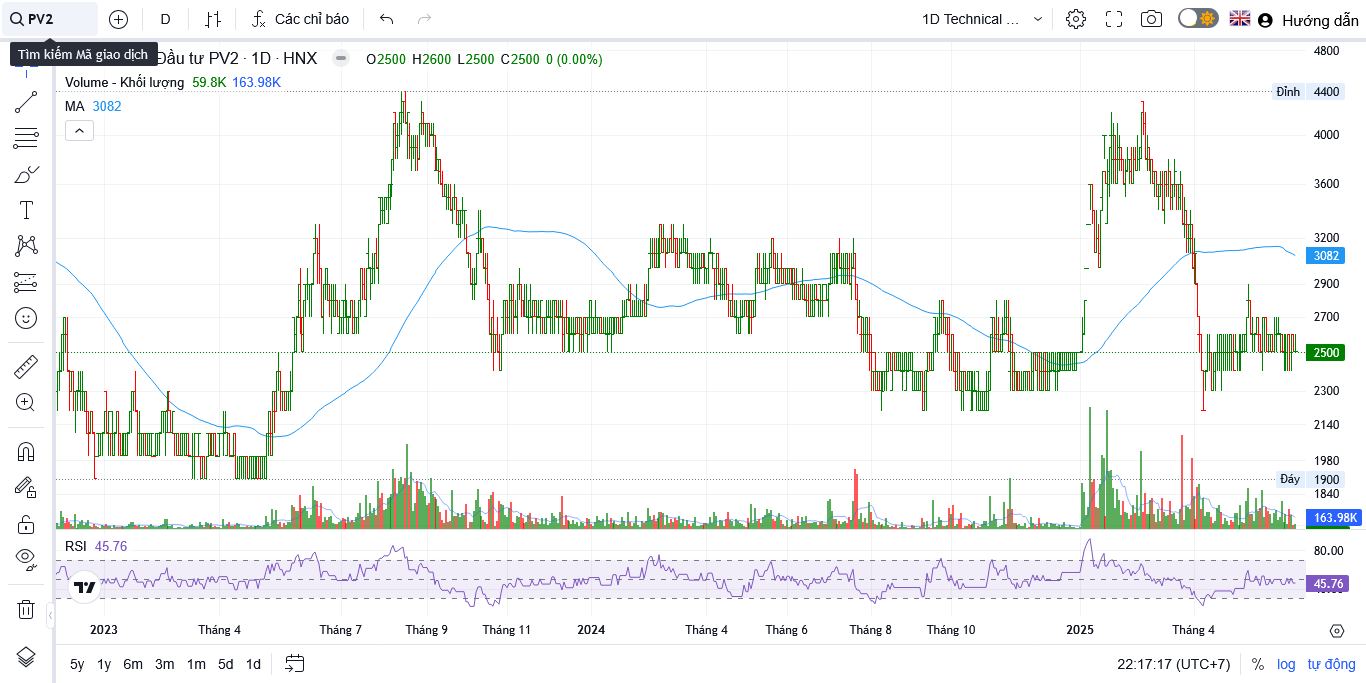 PV2 D Các chỉ báo 1D Technical ... Hướng dẫn
Tìm kiếm Mã giao dịch Đầu tư PV2 · 1D · HNX O2500 H2600 L2500 C2500 0 (0.00%)
Volume - Khối lượng 59.8K 163.98K
MA 3082
4800
Đỉnh 4400
4000
3600
3200
3082
2900
2700
2500
2300
2140
1980
Đáy 1900
1840
163.98K
RSI 45.76
80.00
45.76
2023 Tháng 4 Tháng 7 Tháng 9 Tháng 11 2024 Tháng 4 Tháng 6 Tháng 8 Tháng 10 2025 Tháng 4
5y 1y 6m 3m 1m 5d 1d 22:17:17 (UTC+7) % log tự động